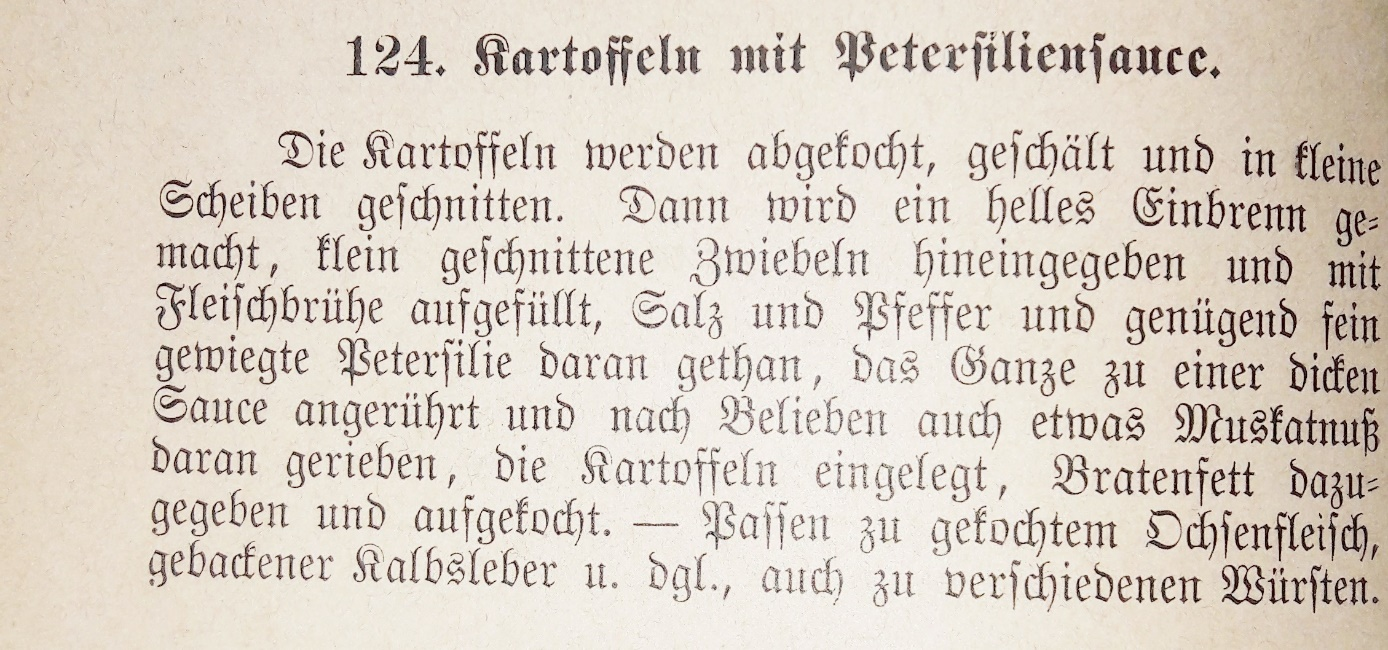 124. Kartoffeln mit Petersiliensauce.
Die Kartoffeln werden abgekocht, geschält und in kleine
Scheiben geschnitten. Dann wird ein helles Einbrenn ge-
macht, klein geschnittene Zwiebeln hineingegeben und mit
Fleischbrühe aufgefüllt, Salz und Pfeffer und genügend fein
gewiegte Petersilie daran gethan, das Ganze zu einer dicken
Sauce angerührt und nach Belieben auch etwas Muskatnuß
daran gerieben, die Kartoffeln eingelegt, Bratenfett dazu-
gegeben und aufgekocht. — Passen zu gekochtem Ochsenfleisch,
gebackener Kalbsleber u. dgl., auch zu verschiedenen Würsten.